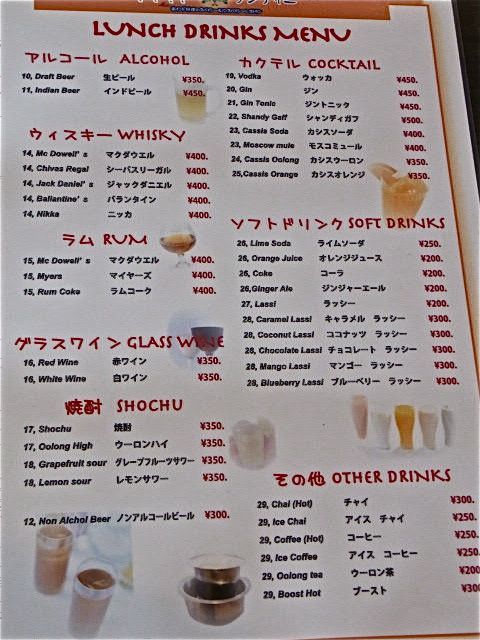 LUNCH DRINKS MENU
アルコール ALCOHOL
10, Draft Beer 生ビール ¥350.
11, Indian Beer インドビール ¥450.
ウィスキー WHISKY
14, Mc Dowell's マクダウエル ¥400.
14, Chivas Regal シーバスリーガル ¥400.
14, Jack Daniel's ジャックダニエル ¥400.
14, Ballantine's バランタイン ¥400.
14, Nikka ニッカ ¥400.
ラム RUM
15, Mc Dowell's マクダウエル ¥400.
15, Myers マイヤーズ ¥400.
15, Rum Coke ラムコーク ¥400.
グラスワイン GLASS WINE
16, Red Wine 赤ワイン ¥350.
16, White Wine 白ワイン ¥350.
焼酎 SHOCHU
17, Shochu 焼酎 ¥350.
17, Oolong High ウーロンハイ ¥350.
18, Grapefruit sour グレープフルーツサワー ¥350.
18, Lemon sour レモンサワー ¥350.
12, Non Alchol Beer ノンアルコールビール ¥300.
カクテル COCKTAIL
19, Vodka ウォッカ ¥450.
20, Gin ジン ¥450.
21, Gin Tonic ジントニック ¥450.
22, Shandy Gaff シャンディガフ ¥500.
23, Cassis Soda カシスソーダ ¥400.
23, Moscow mule モスコミュール ¥400.
24, Cassis Oolong カシスウーロン ¥350.
25,Cassis Orange カシスオレンジ ¥350.
ソフトドリンク SOFT DRINKS
26, Lime Soda ライムソーダ ¥250.
26, Orange Juice オレンジジュース ¥200.
26, Coke コーラ ¥200.
26,Ginger Ale ジンジャーエール ¥200.
27, Lassi ラッシー ¥200.
28, Caramel Lassi キャラメル ラッシー ¥300.
28, Coconut Lassi ココナッツ ラッシー ¥300.
28, Chocolate Lassi チョコレート ラッシー ¥300.
28, Mango Lassi マンゴー ラッシー ¥300.
28, Blueberry Lassi ブルーベリー ラッシー ¥300.
その他 OTHER DRINKS
29, Chai (Hot) チャイ ¥300.
29, Ice Chai アイス チャイ ¥250.
29, Coffee (Hot) コーヒー ¥250.
29, Ice Coffee アイス コーヒー ¥250.
29, Oolong tea ウーロン茶 ¥200
29, Boost Hot ブースト ¥300